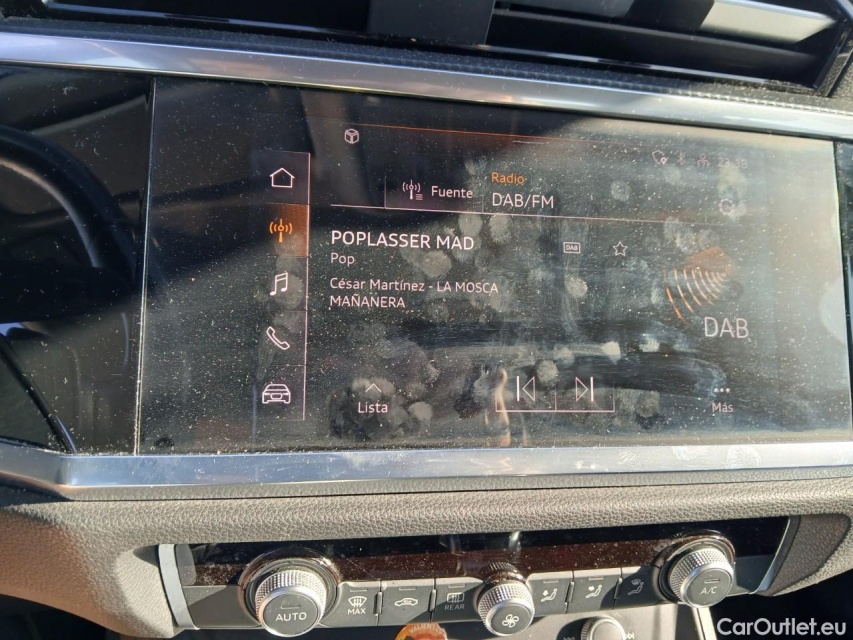 Radio
Fuente
DAB/FM
POPLASSER MAD
DAB
Pop
César Martínez - LA MOSCA
MAÑANERA
DAB
Lista
Más
AUTO
MAX
REAR
A/C
CarOutlet.eu